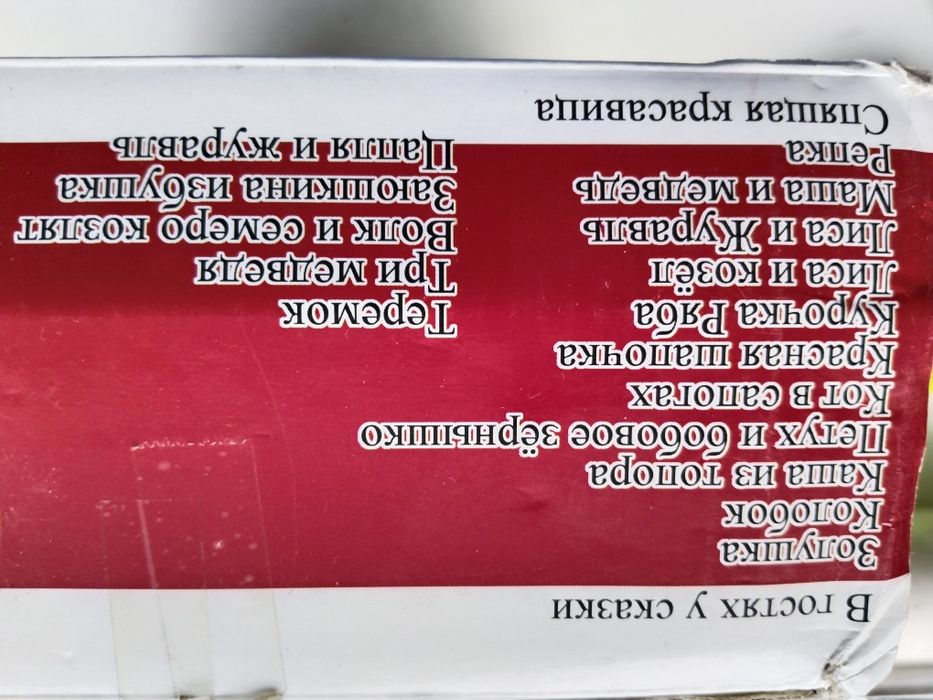 В гостях у сказки
Золушка
Колобок
Каша из топора
Петух и бобовое зёрнышко
Кот в сапогах
Красная шапочка
Курочка Ряба
Лиса и козёл
Лиса и Журавль
Маша и медведь
Репка
Спящая красавица
Теремок
Три медведя
Волк и семеро козлят
Заюшкина избушка
Цапля и журавль